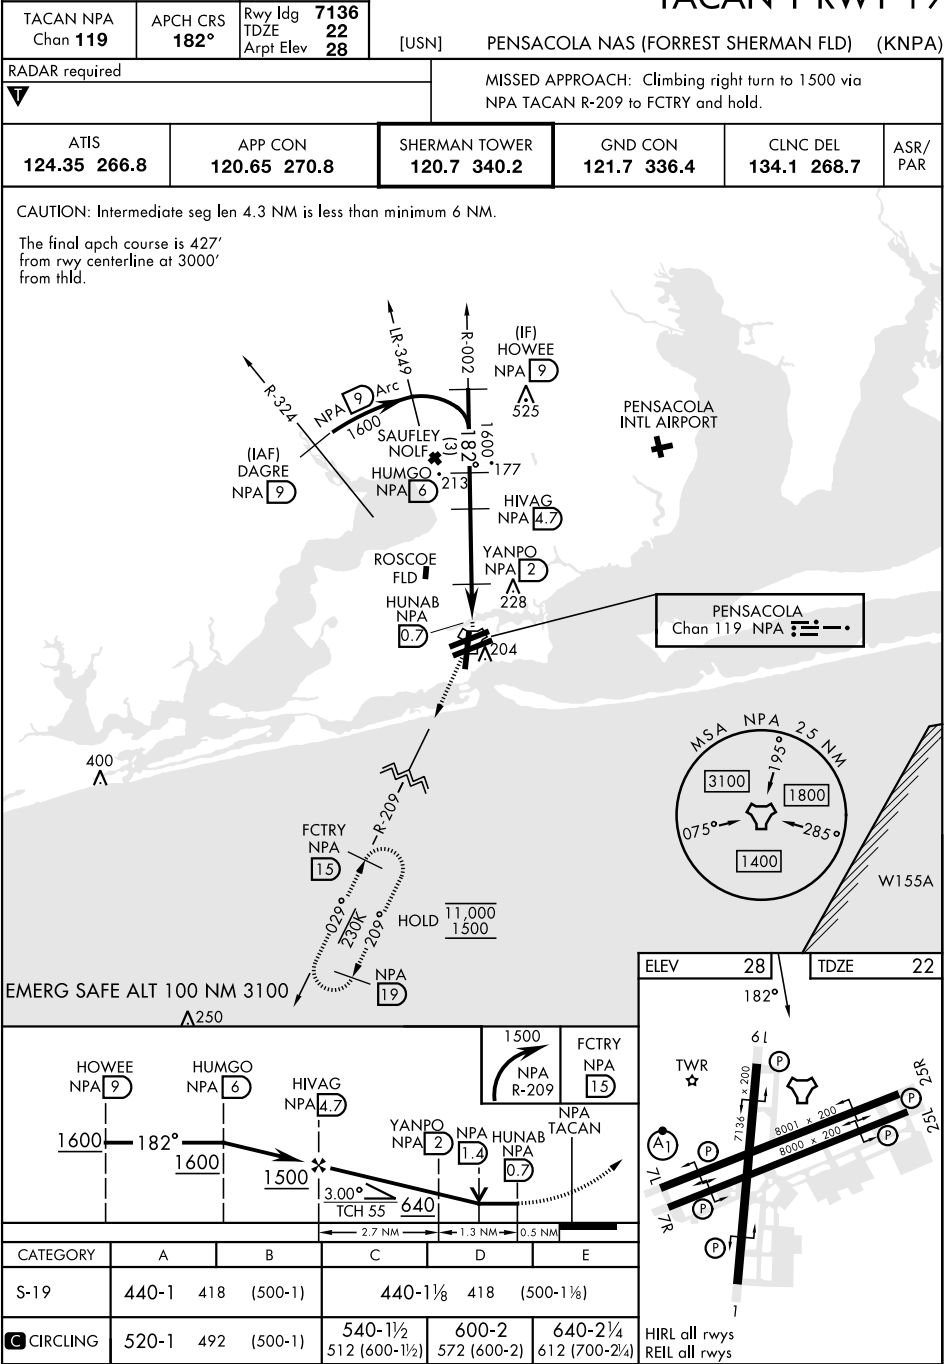 TACAN NPA
Chan 119
APCH CRS
182°
Rwy ldg 7136
TDZE 22
Arpt Elev 28
[USN]
PENSACOLA NAS (FORREST SHERMAN FLD) (KNPA)
RADAR required
T
MISSED APPROACH: Climbing right turn to 1500 via
NPA TACAN R-209 to FCTRY and hold.
ATIS
124.35 266.8
APP CON
120.65 270.8
SHERMAN TOWER
120.7 340.2
GND CON
121.7 336.4
CLNC DEL
134.1 268.7
ASR/
PAR
CAUTION: Intermediate seg len 4.3 NM is less than minimum 6 NM.
The final apch course is 427'
from rwy centerline at 3000'
from thld.
R-324
LR-349
R-002
(IF)
HOWEE
NPA 9
525
NPA 9 Arc
1600
(IAF)
DAGRE
NPA 9
SAUFLEY
NOLF
(3)
182°
1600
177
HUMGO
NPA 6
213
HIVAG
NPA 4.7
PENSACOLA
INTL AIRPORT
ROSCOE
FLD
YANPO
NPA 2
228
HUNAB
NPA
0.7
204
PENSACOLA
Chan 119 NPA
400
R-209
FCTRY
NPA
15
029°
230K
209°
HOLD 11,000
1500
NPA
19
MSA NPA 25 NM
195°
3100
1800
075°
285°
1400
W155A
EMERG SAFE ALT 100 NM 3100
250
ELEV 28
TDZE 22
182°
19
TWR
P
7136 x 200
8001 x 200
8000 x 200
25R
25L
P
P
A1
P
P
P
7L
7R
1
HIRL all rwys
REIL all rwys
HOWEE
NPA 9
HUMGO
NPA 6
HIVAG
NPA 4.7
YANPO
NPA 2
NPA
1.4
HUNAB
NPA
0.7
NPA
TACAN
1500
NPA
R-209
FCTRY
NPA
15
1600
182°
1600
1500
3.00°
TCH 55
640
2.7 NM
1.3 NM
0.5 NM
CATEGORY A B C D E
S-19 440-1 418 (500-1) 440-1⅛ 418 (500-1⅛)
C CIRCLING 520-1 492 (500-1) 540-1½ 512 (600-1½) 600-2 572 (600-2) 640-2¼ 612 (700-2¼)